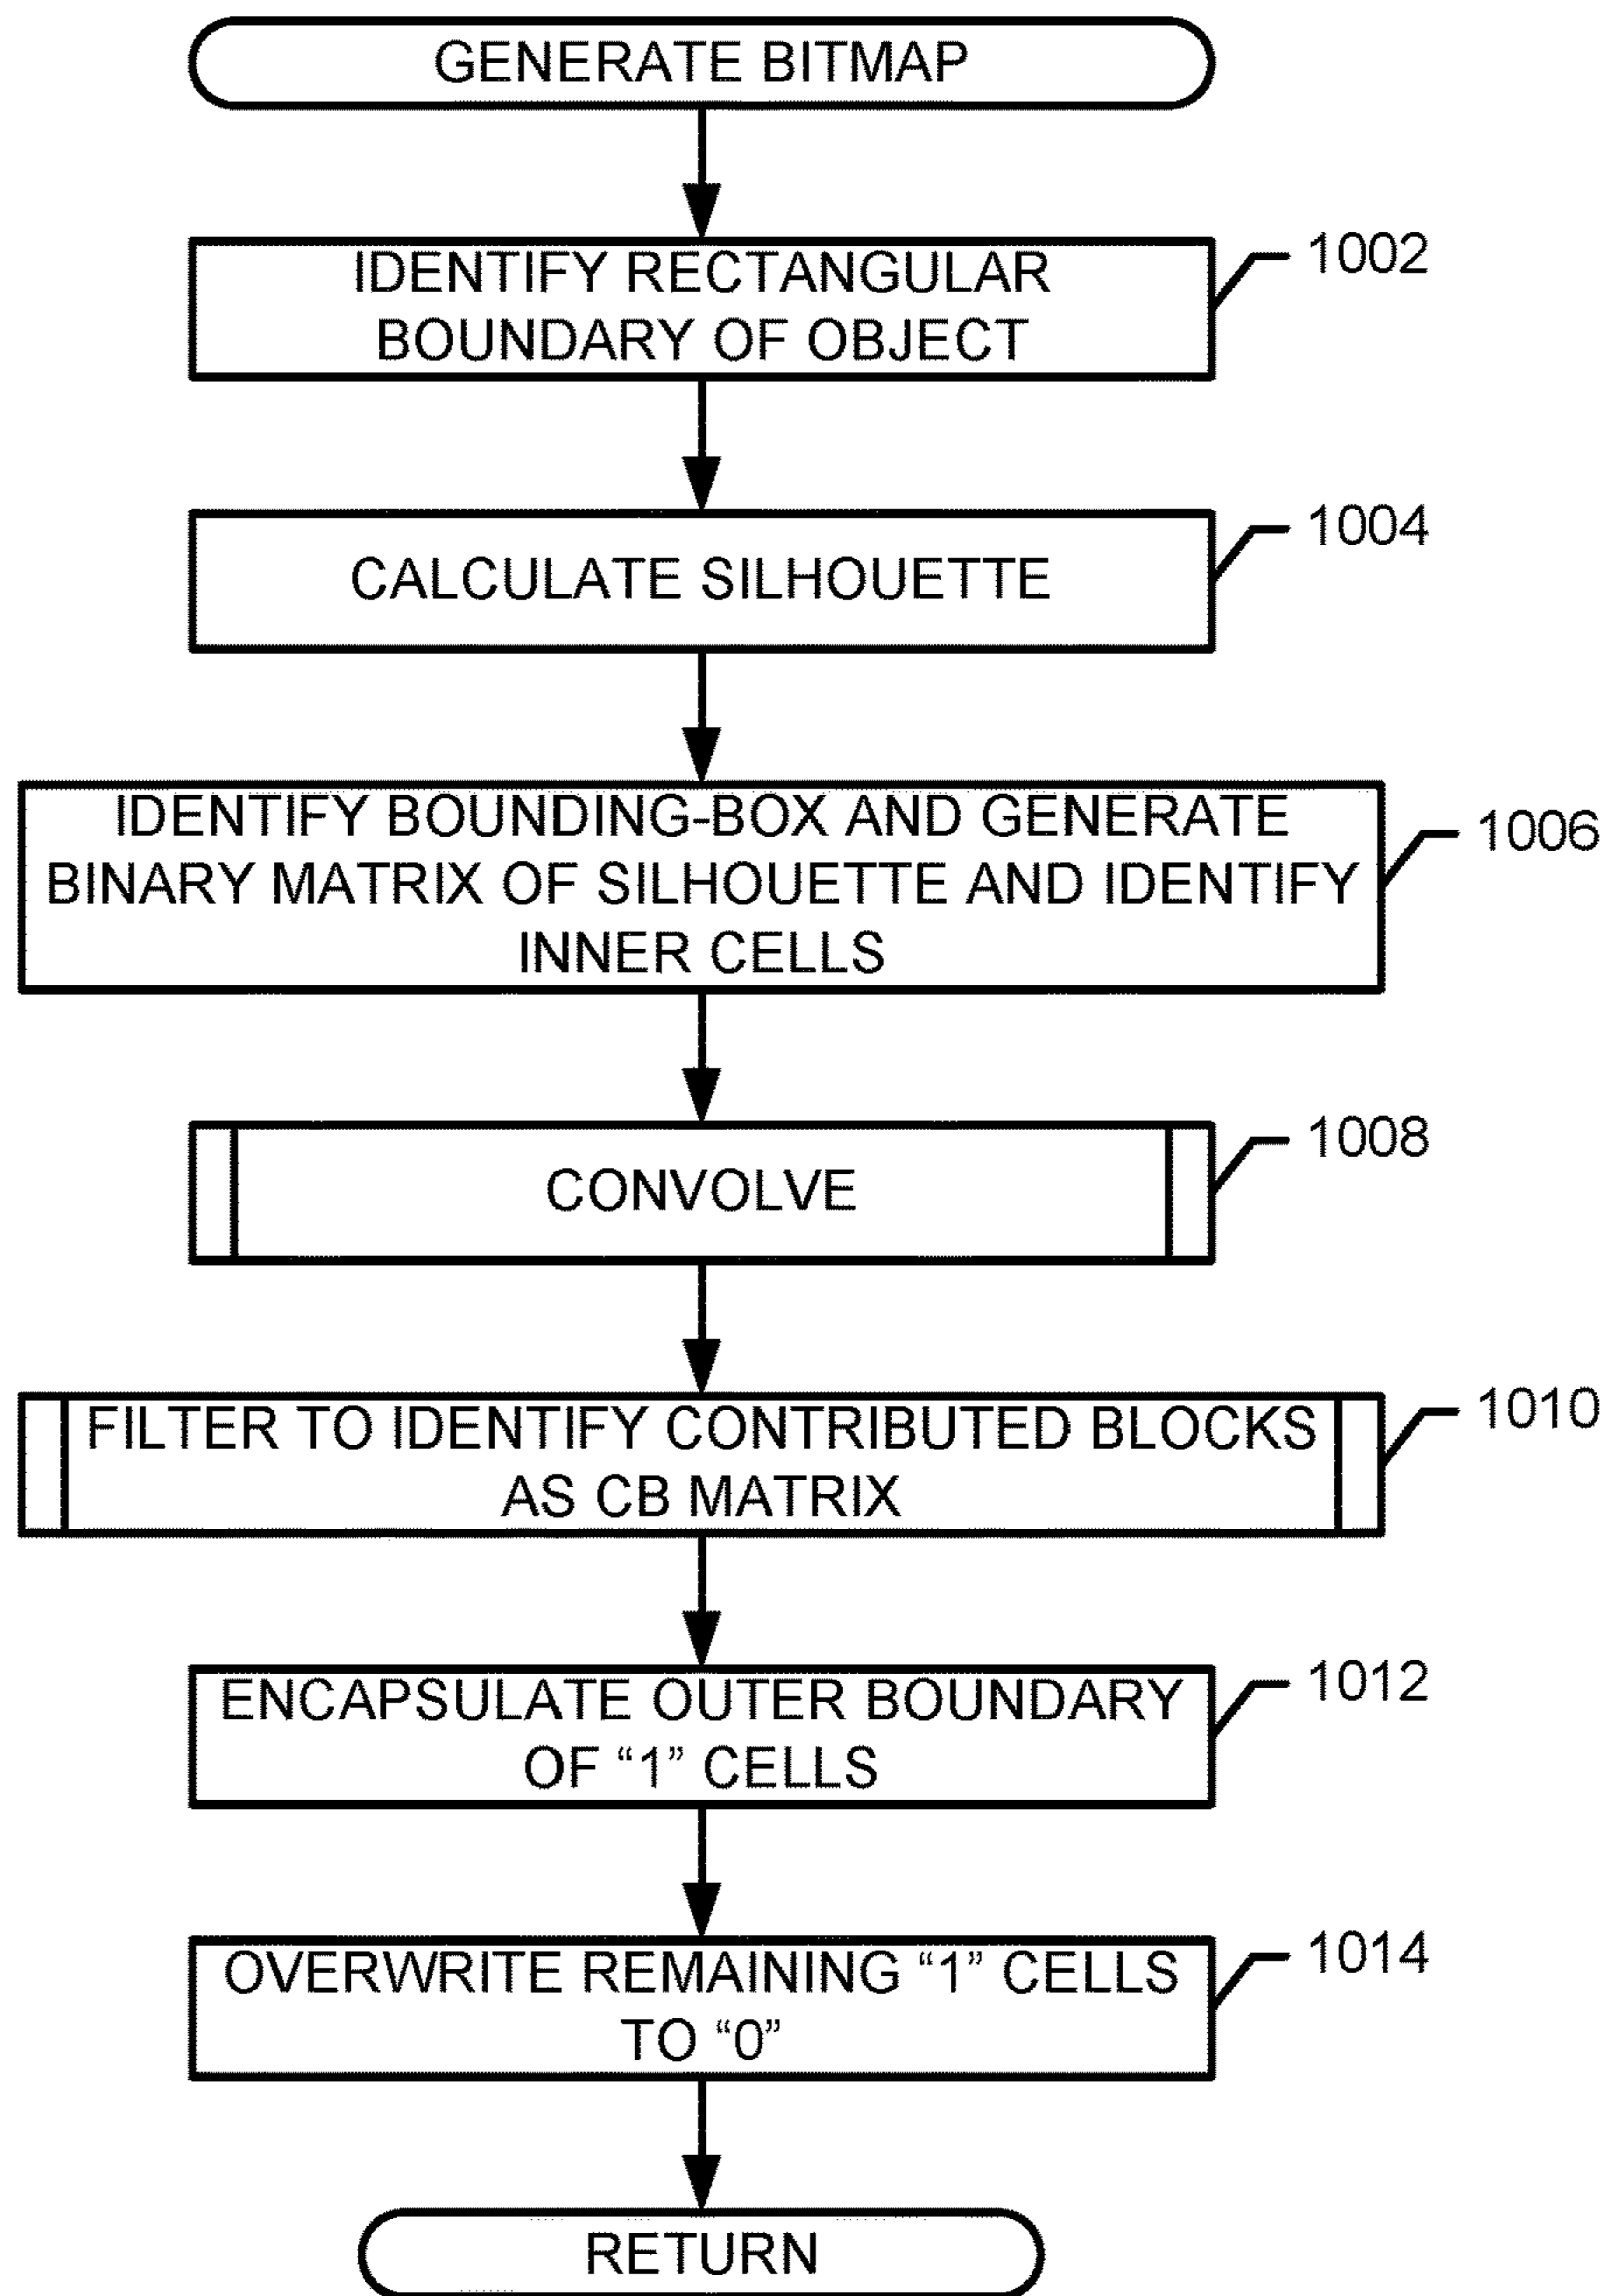 GENERATE BITMAP
IDENTIFY RECTANGULAR
BOUNDARY OF OBJECT
1002
CALCULATE SILHOUETTE
1004
IDENTIFY BOUNDING-BOX AND GENERATE
BINARY MATRIX OF SILHOUETTE AND IDENTIFY
INNER CELLS
1006
CONVOLVE
1008
FILTER TO IDENTIFY CONTRIBUTED BLOCKS
AS CB MATRIX
1010
ENCAPSULATE OUTER BOUNDARY
OF “1” CELLS
1012
OVERWRITE REMAINING “1” CELLS
TO “0”
1014
RETURN